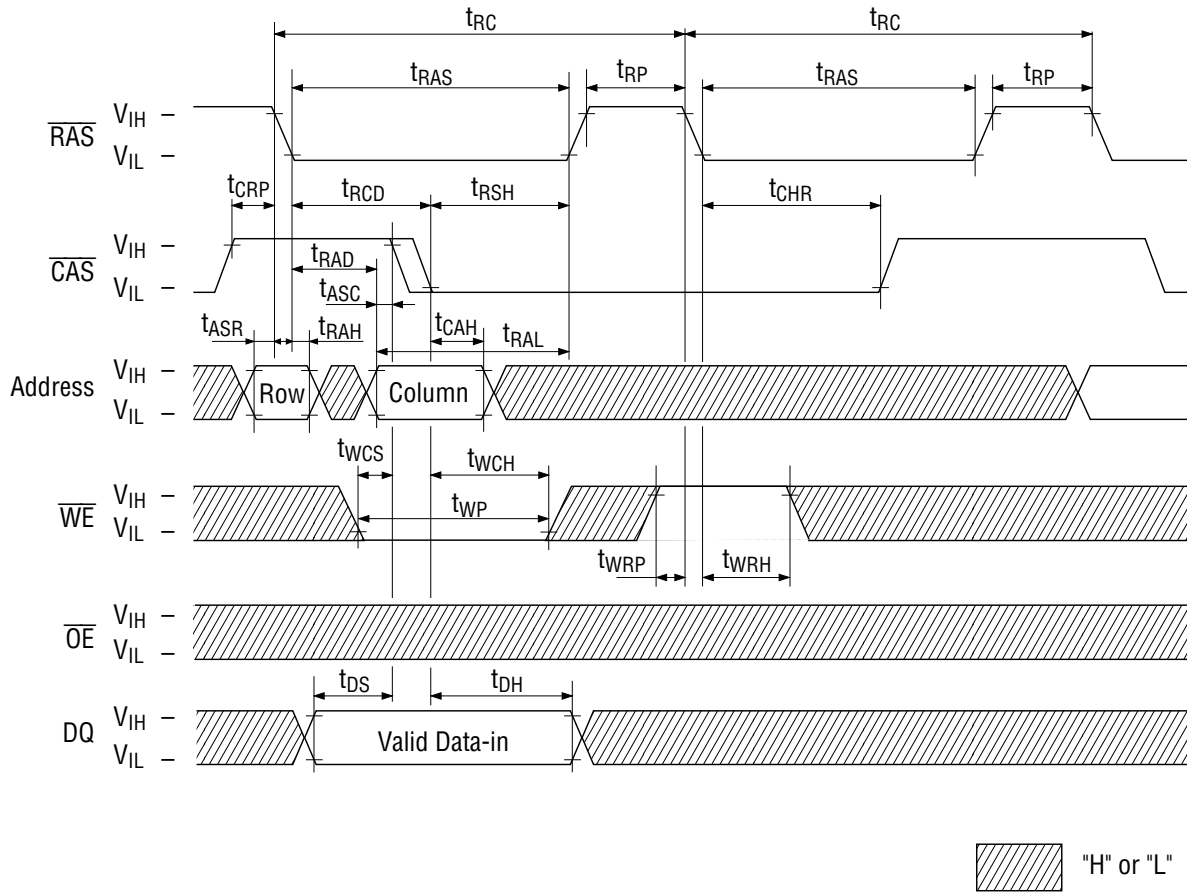 tRC tRC
tRAS tRP tRAS tRP
RAS VIH –
VIL –
tCRP tRCD tRSH tCHR
CAS VIH –
VIL –
tRAD
tASC
tASR tRAH tCAH tRAL
Address VIH –
VIL –
Row Column
tWCS tWCH
WE VIH –
VIL –
tWP
tWRP tWRH
OE VIH –
VIL –
tDS tDH
DQ VIH –
VIL –
Valid Data-in
"H" or "L"